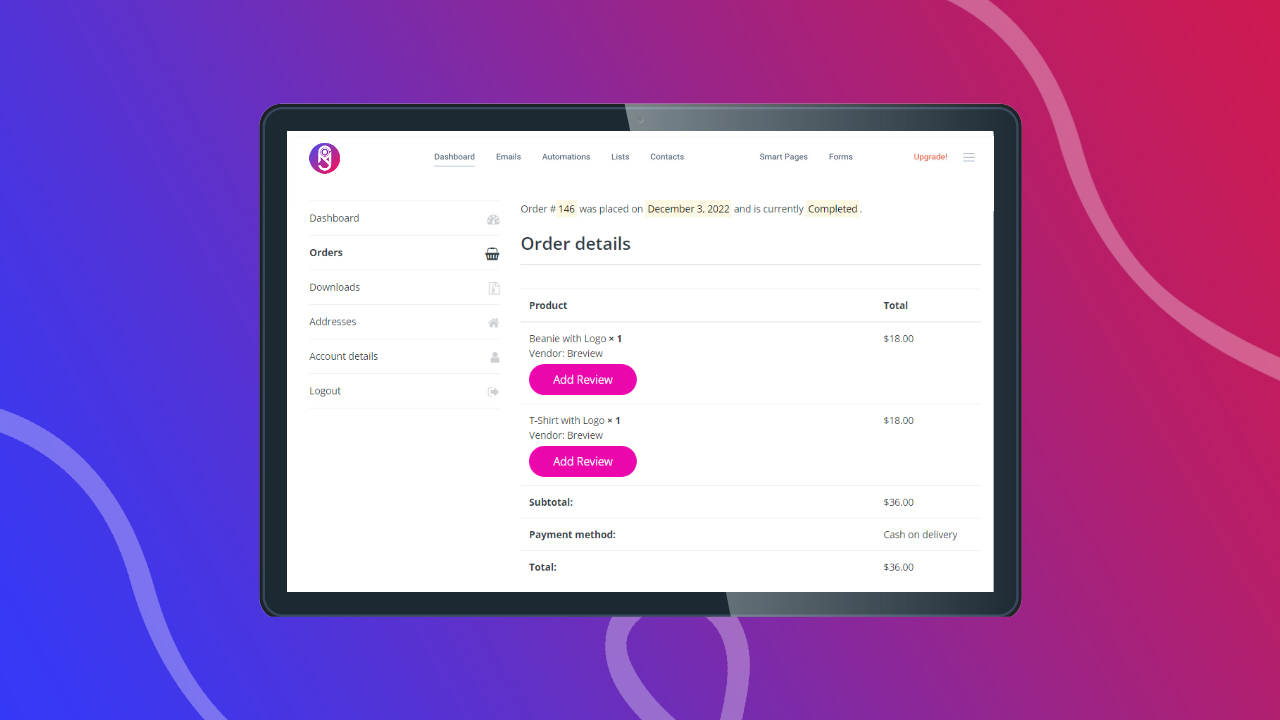 Dashboard Emails Automations Lists Contacts Smart Pages Forms Upgrade!
Dashboard
Orders
Downloads
Addresses
Account details
Logout
Order #146 was placed on December 3, 2022 and is currently Completed.
Order details
Product Total
Beanie with Logo × 1 $18.00
Vendor: Breview
Add Review
T-Shirt with Logo × 1 $18.00
Vendor: Breview
Add Review
Subtotal: $36.00
Payment method: Cash on delivery
Total: $36.00